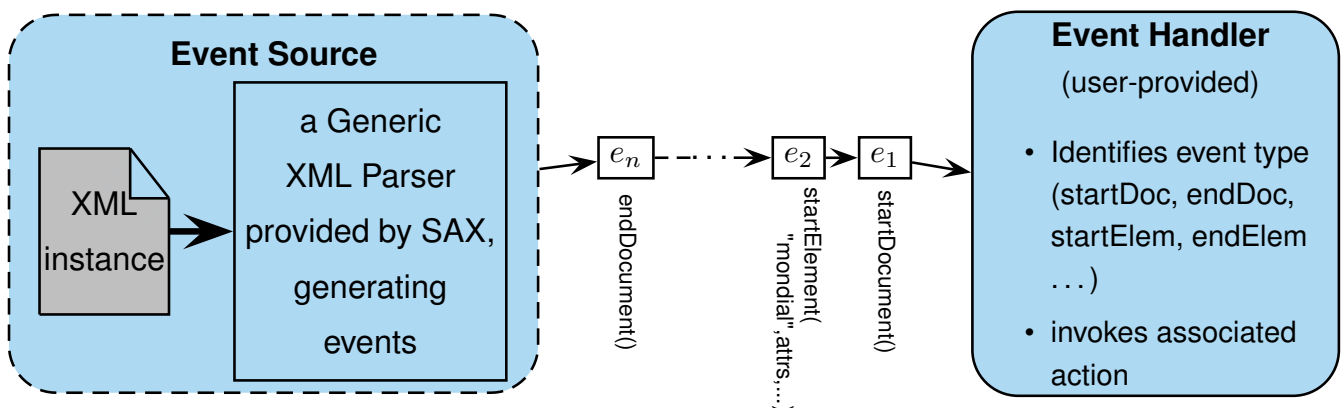 Event Source
XML
instance
a Generic
XML Parser
provided by SAX,
generating
events
e_n
endDocument()
· · ·
e_2
startElement(
"mondial",attrs,...)
e_1
startDocument()
Event Handler
(user-provided)
• Identifies event type
(startDoc, endDoc,
startElem, endElem
. . . )
• invokes associated
action